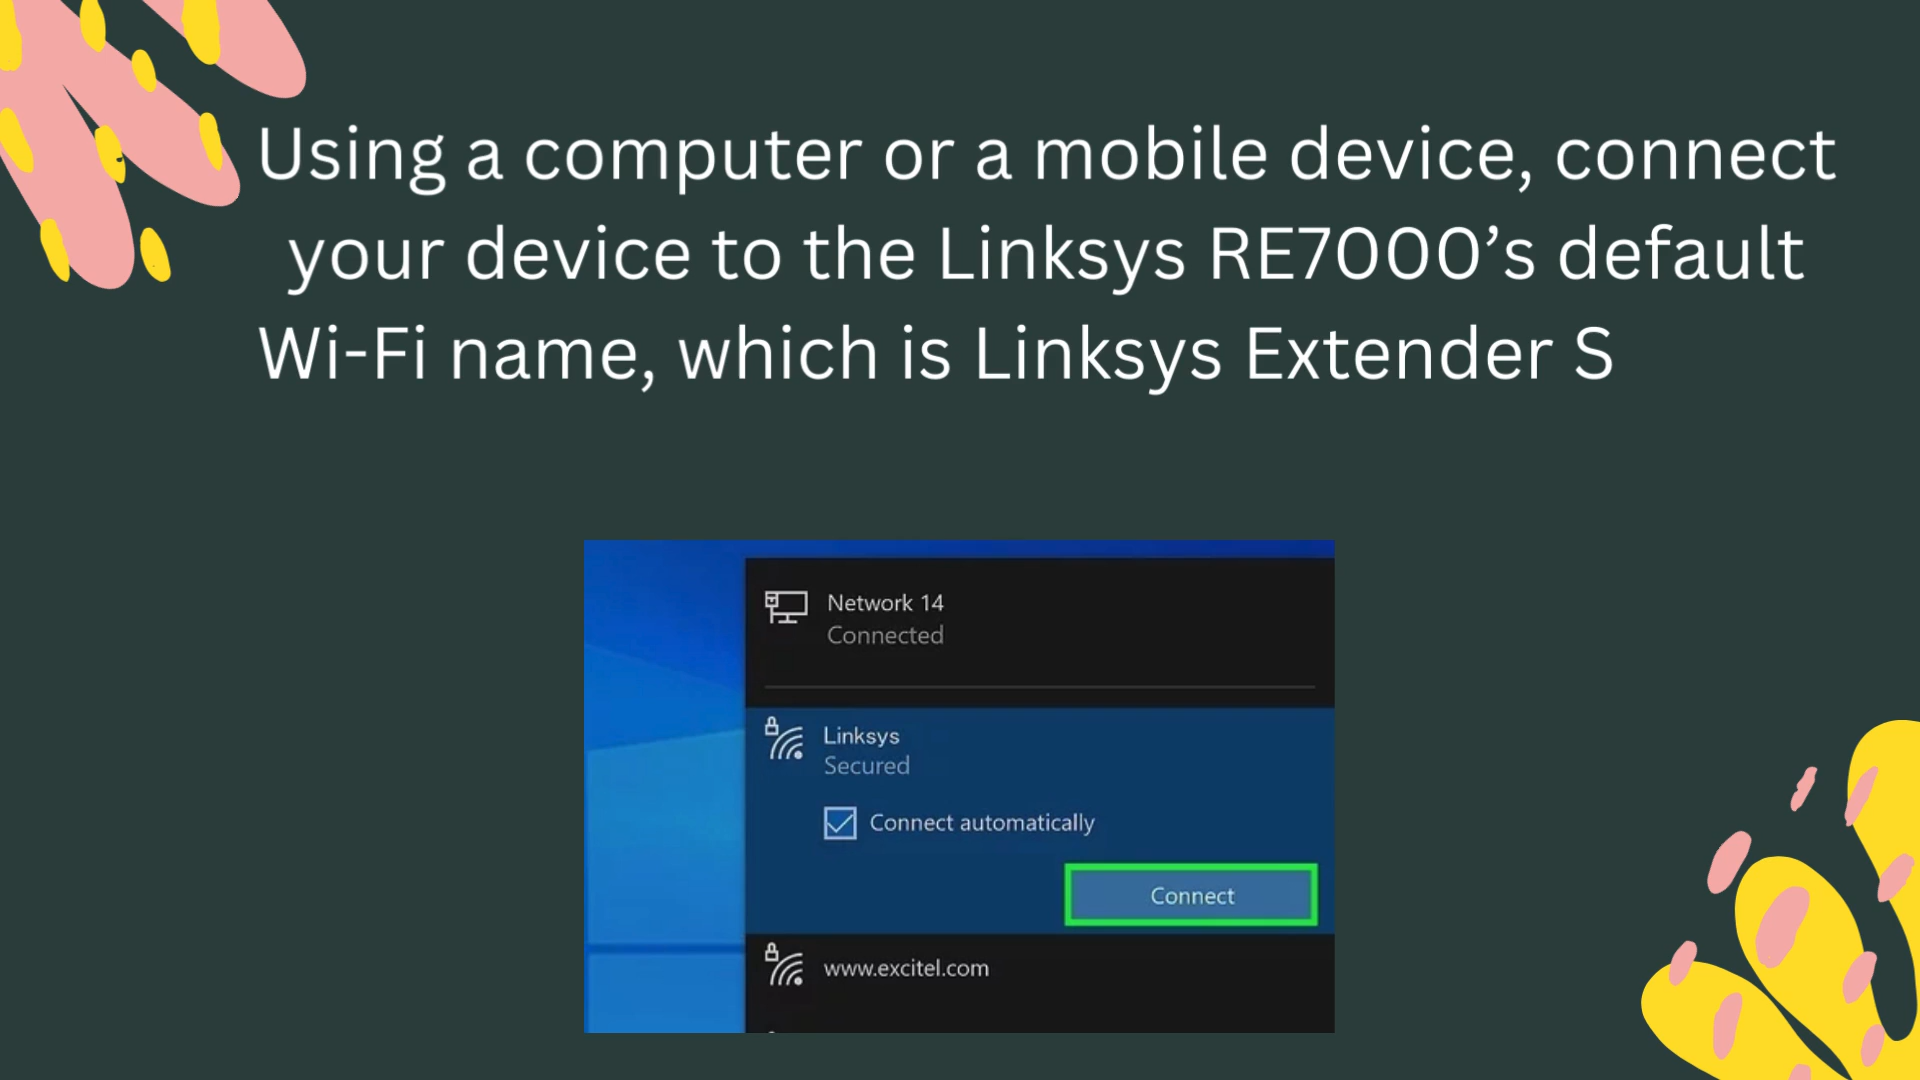 Using a computer or a mobile device, connect
your device to the Linksys RE7000’s default
Wi-Fi name, which is Linksys Extender S
Network 14
Connected
Linksys
Secured
Connect automatically
Connect
www.excitel.com